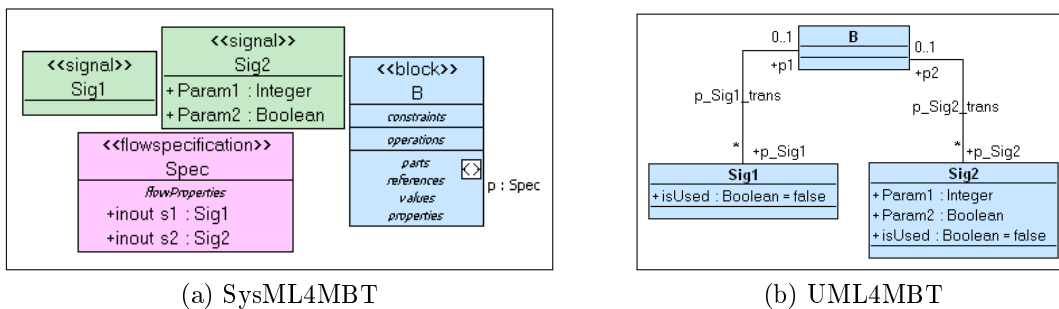 <<signal>>
Sig1
<<signal>>
Sig2
+ Param1 : Integer
+ Param2 : Boolean
<<flowspecification>>
Spec
flowProperties
+inout s1 : Sig1
+inout s2 : Sig2
<<block>>
B
constraints
operations
parts
references
values
properties
<>
p : Spec
(a) SysML4MBT
B
0..1
+p1
0..1
+p2
p_Sig1_trans
p_Sig2_trans
*
+p_Sig1
*
+p_Sig2
Sig1
+ isUsed : Boolean = false
Sig2
+ Param1 : Integer
+ Param2 : Boolean
+ isUsed : Boolean = false
(b) UML4MBT